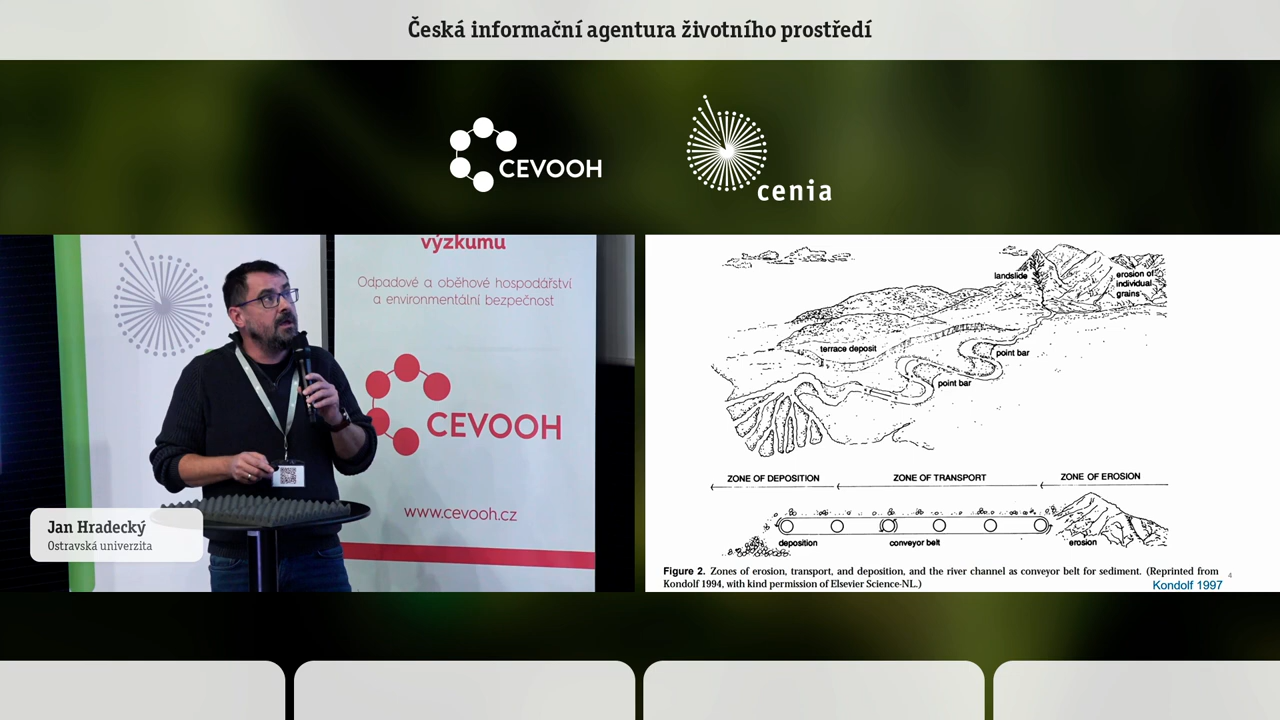 Česká informační agentura životního prostředí
CEVOOH
cenia
výzkumu
Odpadové a oběhové hospodářství
a environmentální bezpečnost
CEVOOH
www.cevooh.cz
Jan Hradecký
Ostravská univerzita
landslide
erosion of
individual
grains
terrace deposit
point bar
point bar
ZONE OF DEPOSITION
ZONE OF TRANSPORT
ZONE OF EROSION
deposition
conveyor belt
erosion
Figure 2. Zones of erosion, transport, and deposition, and the river channel as conveyor belt for sediment. (Reprinted from
Kondolf 1994, with kind permission of Elsevier Science-NL.)
4
Kondolf 1997